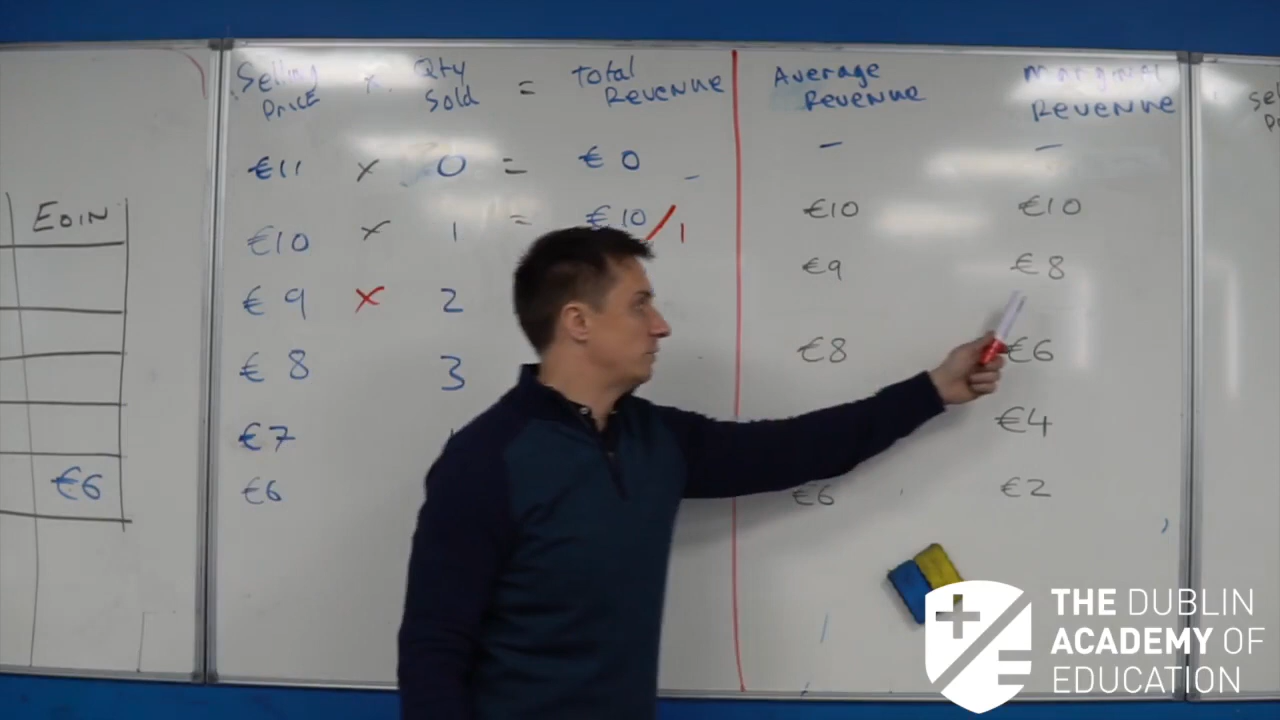 Selling Price x Qty Sold = Total Revenue Average Revenue Marginal Revenue
€11 x 0 = €0 - - -
€10 x 1 = €10 / 1 €10 €10
€9 x 2 €9 €8
€8 3 €8 €6
€7 €4
€6 €6 €2
EOIN
€6
THE DUBLIN
ACADEMY OF
EDUCATION